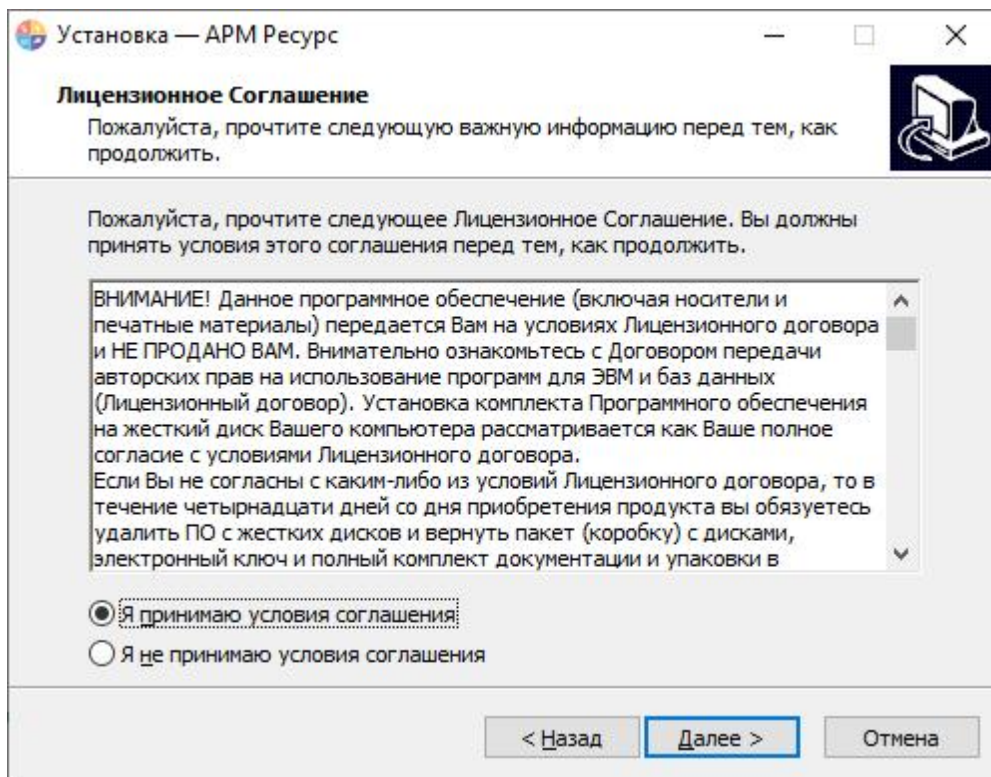 Установка — АРМ Ресурс
Лицензионное Соглашение
Пожалуйста, прочтите следующую важную информацию перед тем, как
продолжить.
Пожалуйста, прочтите следующее Лицензионное Соглашение. Вы должны
принять условия этого соглашения перед тем, как продолжить.
ВНИМАНИЕ! Данное программное обеспечение (включая носители и
печатные материалы) передается Вам на условиях Лицензионного договора
и НЕ ПРОДАНО ВАМ. Внимательно ознакомьтесь с Договором передачи
авторских прав на использование программ для ЭВМ и баз данных
(Лицензионный договор). Установка комплекта Программного обеспечения
на жесткий диск Вашего компьютера рассматривается как Ваше полное
согласие с условиями Лицензионного договора.
Если Вы не согласны с каким-либо из условий Лицензионного договора, то в
течение четырнадцати дней со дня приобретения продукта вы обязуетесь
удалить ПО с жестких дисков и вернуть пакет (коробку) с дисками,
электронный ключ и полный комплект документации и упаковки в
Я принимаю условия соглашения
Я не принимаю условия соглашения
< Назад Далее > Отмена